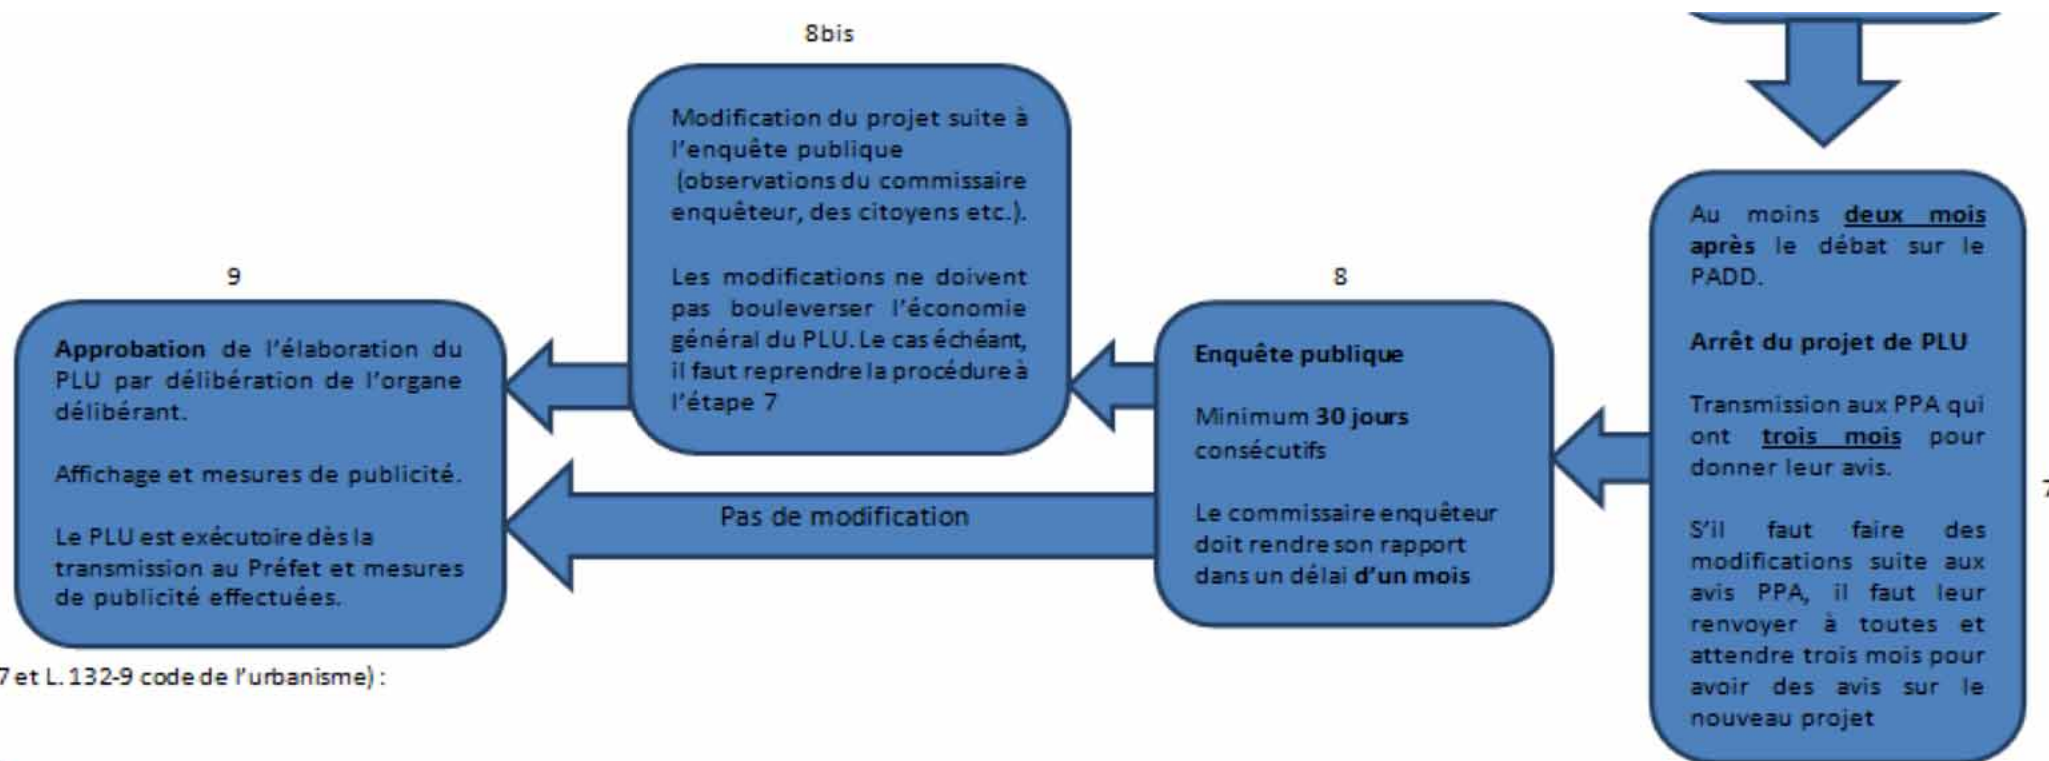 8bis
Modification du projet suite à
l'enquête publique
(observations du commissaire
enquêteur, des citoyens etc.).
Les modifications ne doivent
pas bouleverser l'économie
général du PLU. Le cas échéant,
il faut reprendre la procédure à
l'étape 7
9
Approbation de l'élaboration du
PLU par délibération de l'organe
délibérant.
Affichage et mesures de publicité.
Le PLU est exécutoire dès la
transmission au Préfet et mesures
de publicité effectuées.
Pas de modification
8
Enquête publique
Minimum 30 jours
consécutifs
Le commissaire enquêteur
doit rendre son rapport
dans un délai d'un mois
Au moins deux mois
après le débat sur le
PADD.
Arrêt du projet de PLU
Transmission aux PPA qui
ont trois mois pour
donner leur avis.
S'il faut faire des
modifications suite aux
avis PPA, il faut leur
renvoyer à toutes et
attendre trois mois pour
avoir des avis sur le
nouveau projet
7
7 et L. 132-9 code de l'urbanisme) :